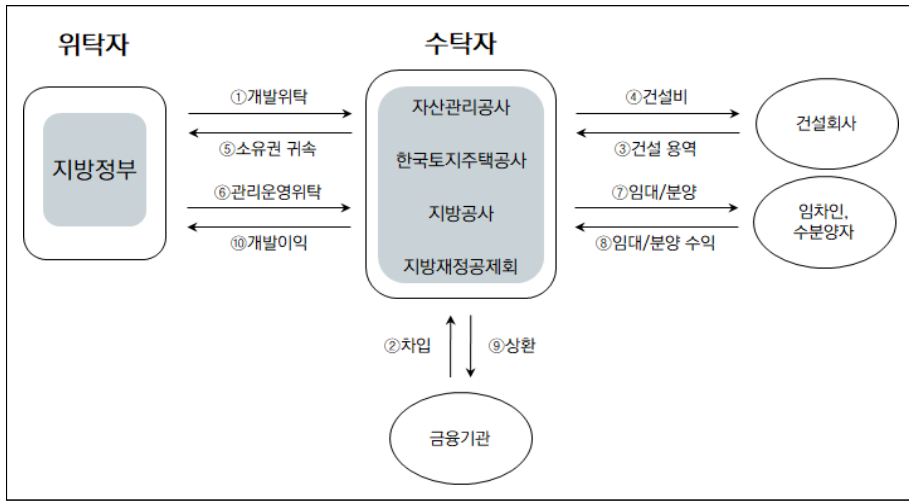 위탁자
수탁자
지방정부
①개발위탁
⑤소유권 귀속
⑥관리운영위탁
⑩개발이익
자산관리공사
한국토지주택공사
지방공사
지방재정공제회
④건설비
③건설 용역
⑦임대/분양
⑧임대/분양 수익
건설회사
임차인,
수분양자
②차입
⑨상환
금융기관